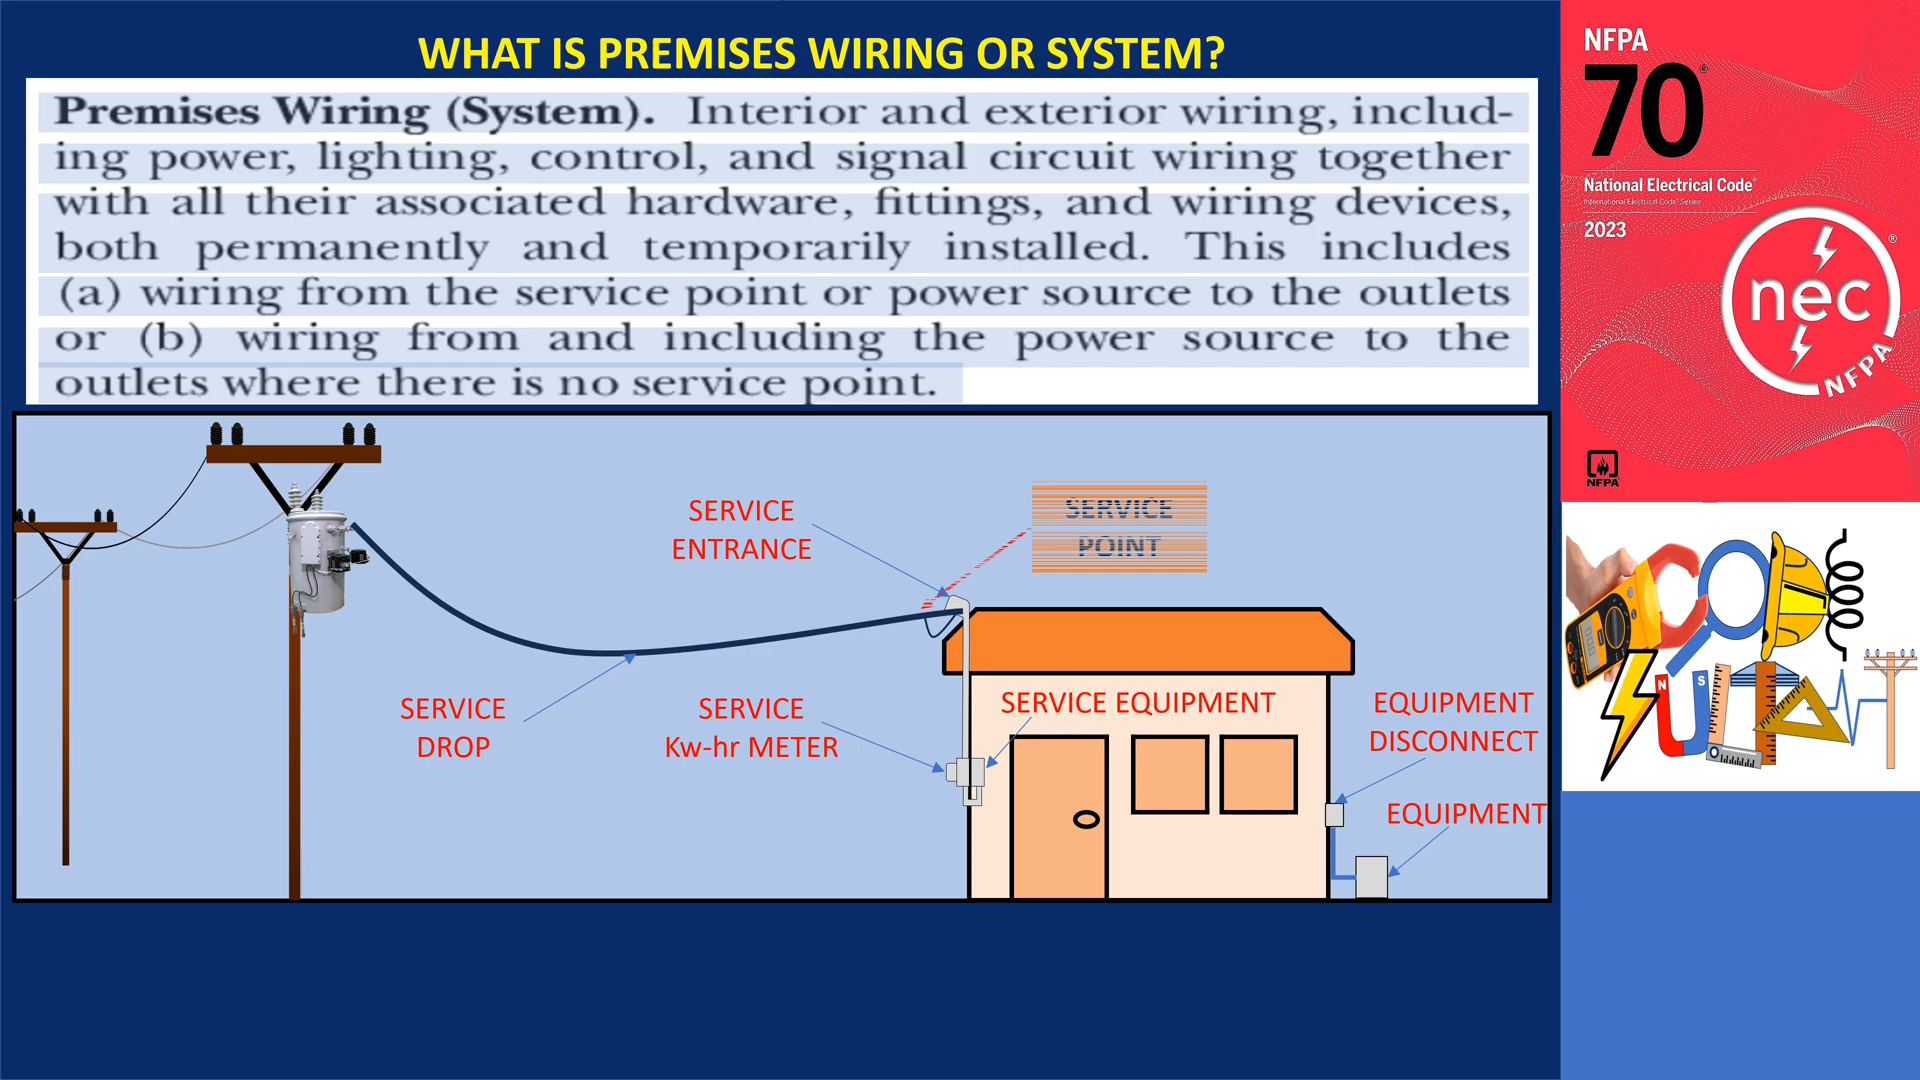 WHAT IS PREMISES WIRING OR SYSTEM?
Premises Wiring (System). Interior and exterior wiring, includ-
ing power, lighting, control, and signal circuit wiring together
with all their associated hardware, fittings, and wiring devices,
both permanently and temporarily installed. This includes
(a) wiring from the service point or power source to the outlets
or (b) wiring from and including the power source to the
outlets where there is no service point.
SERVICE
ENTRANCE
SERVICE
POINT
SERVICE
DROP
SERVICE
Kw-hr METER
SERVICE EQUIPMENT
EQUIPMENT
DISCONNECT
EQUIPMENT
NFPA
70®
National Electrical Code®
International Electrical Code® Series
2023
nec
®
NFPA
NFPA
N S